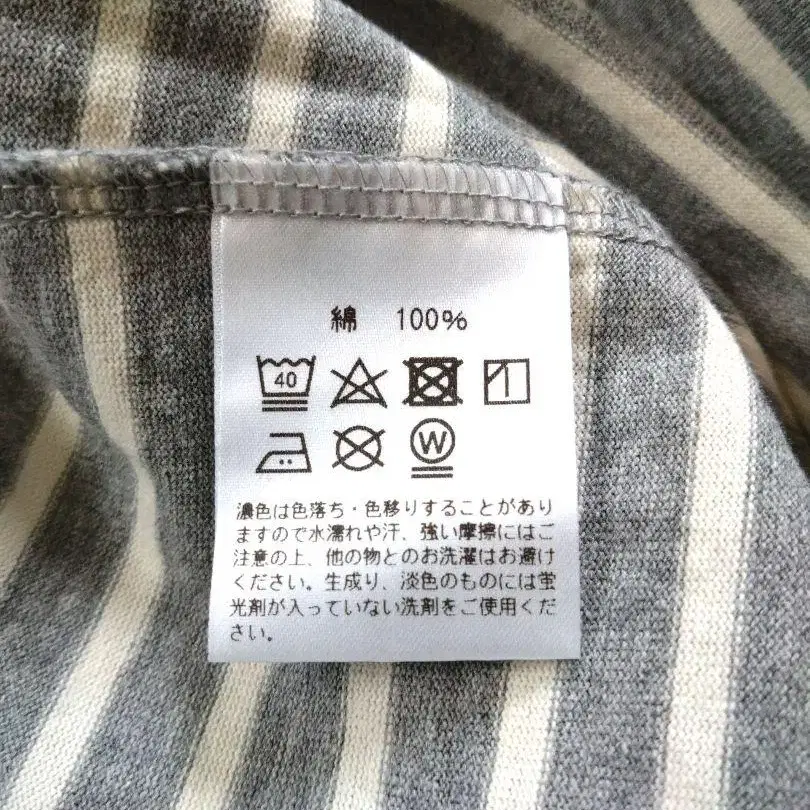 綿 100%
40
W
濃色は色落ち・色移りすることがあり
ますので水濡れや汗、強い摩擦にはご
注意の上、他の物とのお洗濯はお避け
ください。生成り、淡色のものには蛍
光剤が入っていない洗剤をご使用くだ
さい。